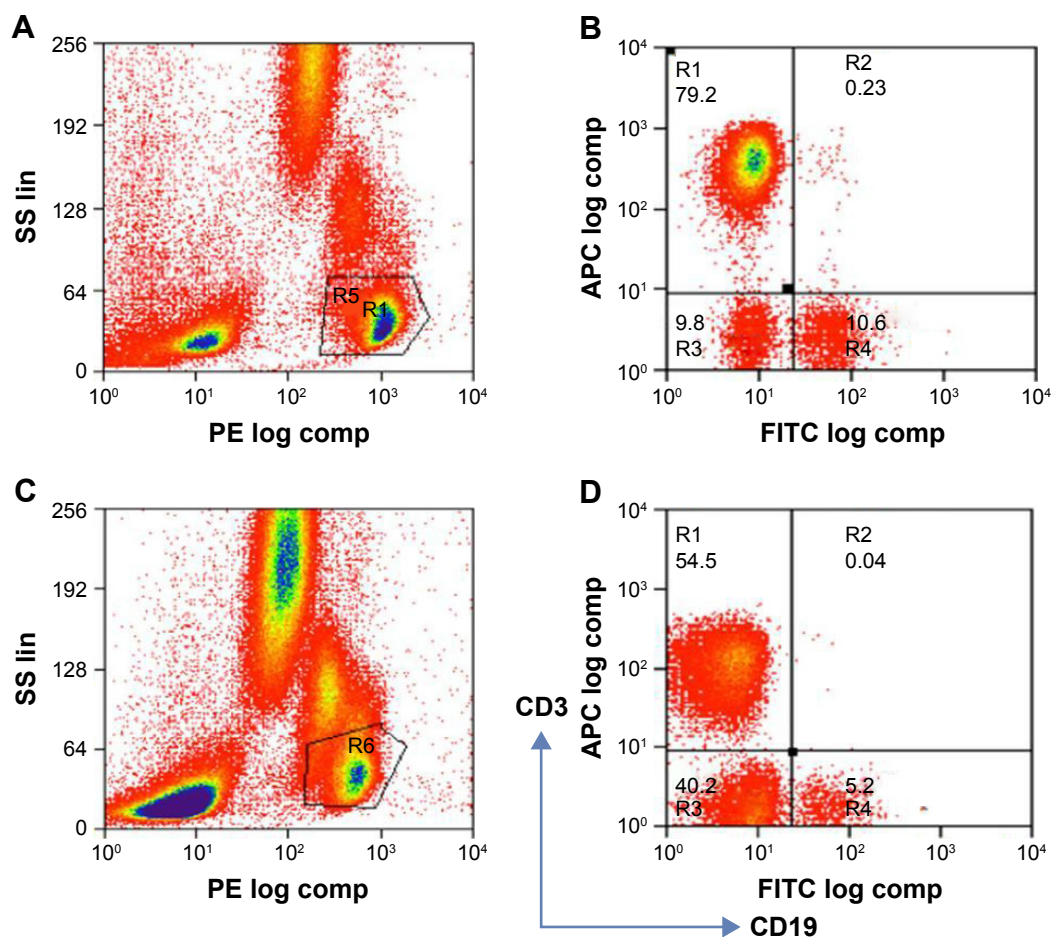 A
256
192
128
64
0
SS lin
R5
R1
10⁰ 10¹ 10² 10³ 10⁴
PE log comp
B
10⁴
10³
10²
10¹
10⁰
APC log comp
R1
79.2
R2
0.23
9.8
R3
10.6
R4
10⁰ 10¹ 10² 10³ 10⁴
FITC log comp
C
256
192
128
64
0
SS lin
R6
10⁰ 10¹ 10² 10³ 10⁴
PE log comp
D
10⁴
10³
10²
10¹
10⁰
APC log comp
R1
54.5
R2
0.04
40.2
R3
5.2
R4
10⁰ 10¹ 10² 10³ 10⁴
FITC log comp
CD3
CD19